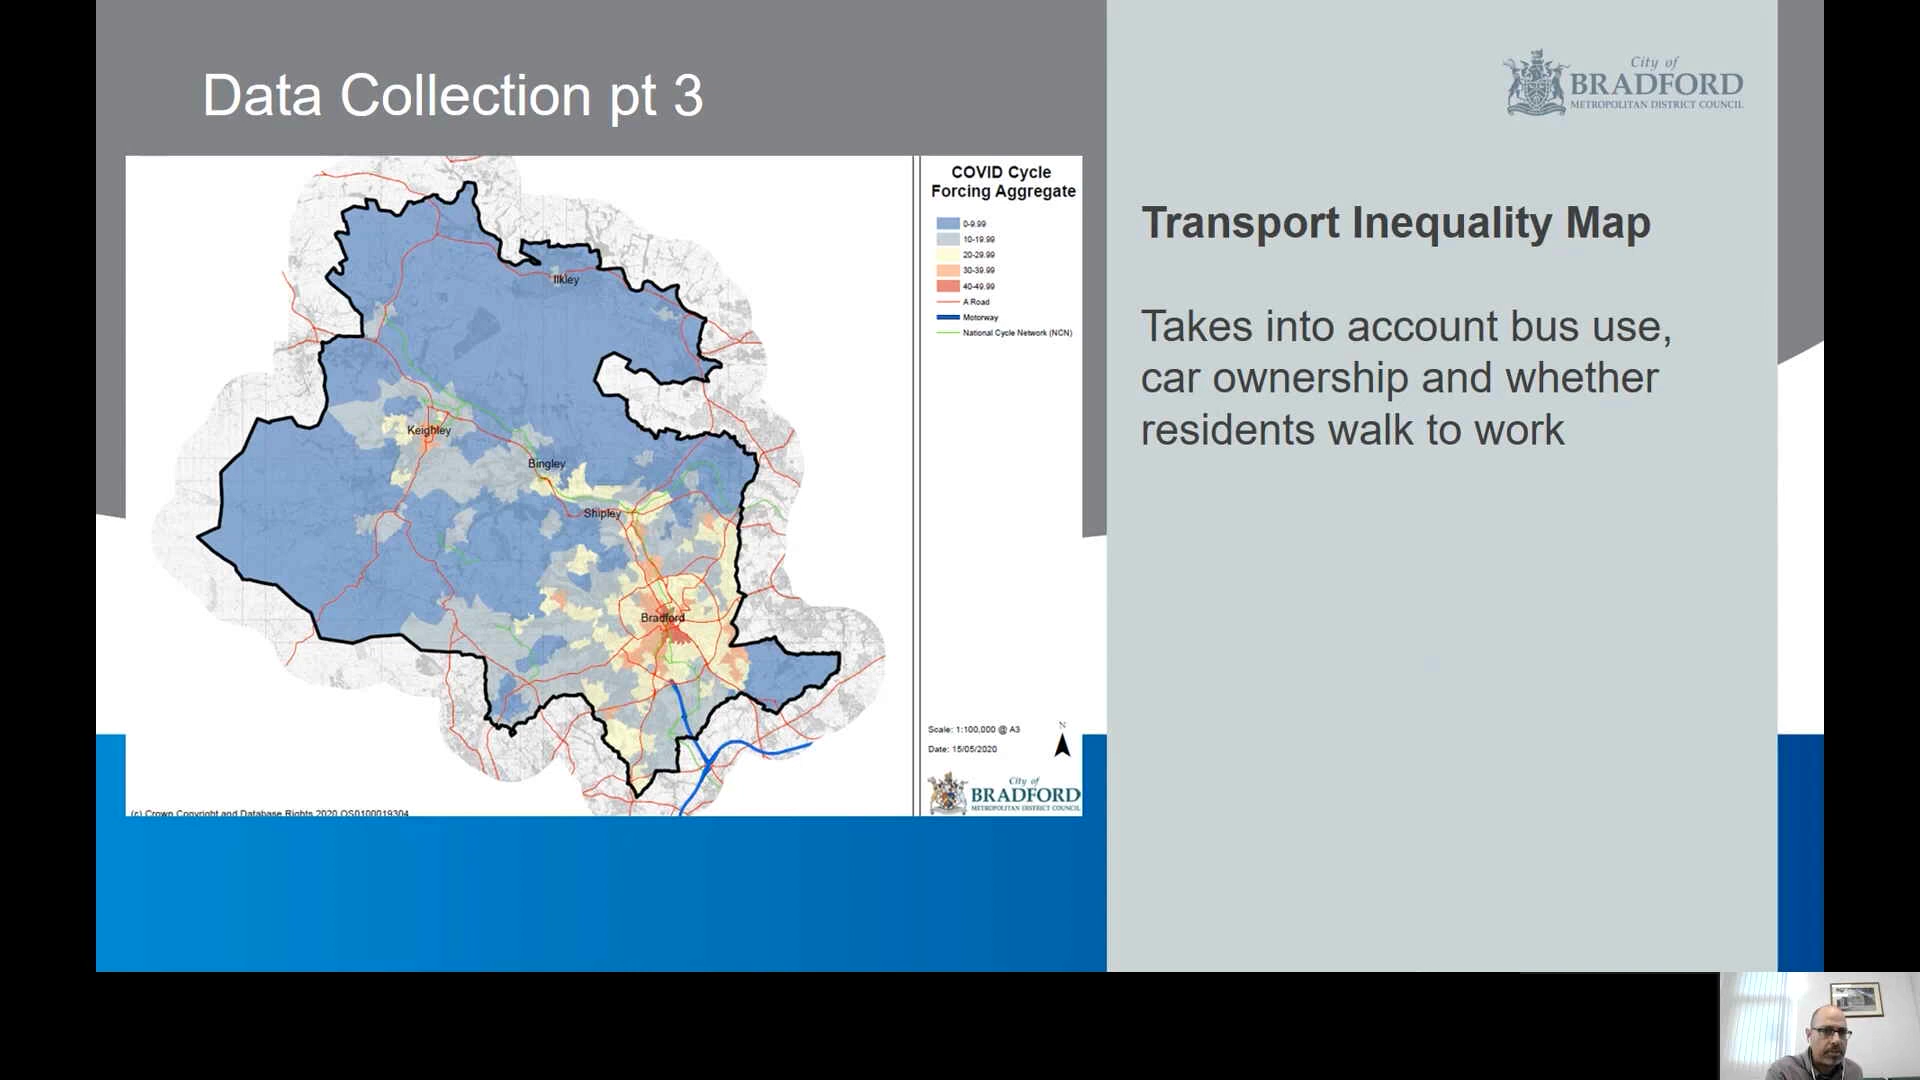 Data Collection pt 3
COVID Cycle
Forcing Aggregate
0-9.99
10-19.99
20-29.99
30-39.99
40-49.99
A Road
Motorway
National Cycle Network (NCN)
Ilkley
Keighley
Bingley
Shipley
Bradford
Scale: 1:100,000 @ A3
Date: 15/05/2020
N
City of
BRADFORD
METROPOLITAN DISTRICT COUNCIL
(c) Crown Copyright and Database Rights 2020 OS0100019304
City of
BRADFORD
METROPOLITAN DISTRICT COUNCIL
Transport Inequality Map
Takes into account bus use,
car ownership and whether
residents walk to work